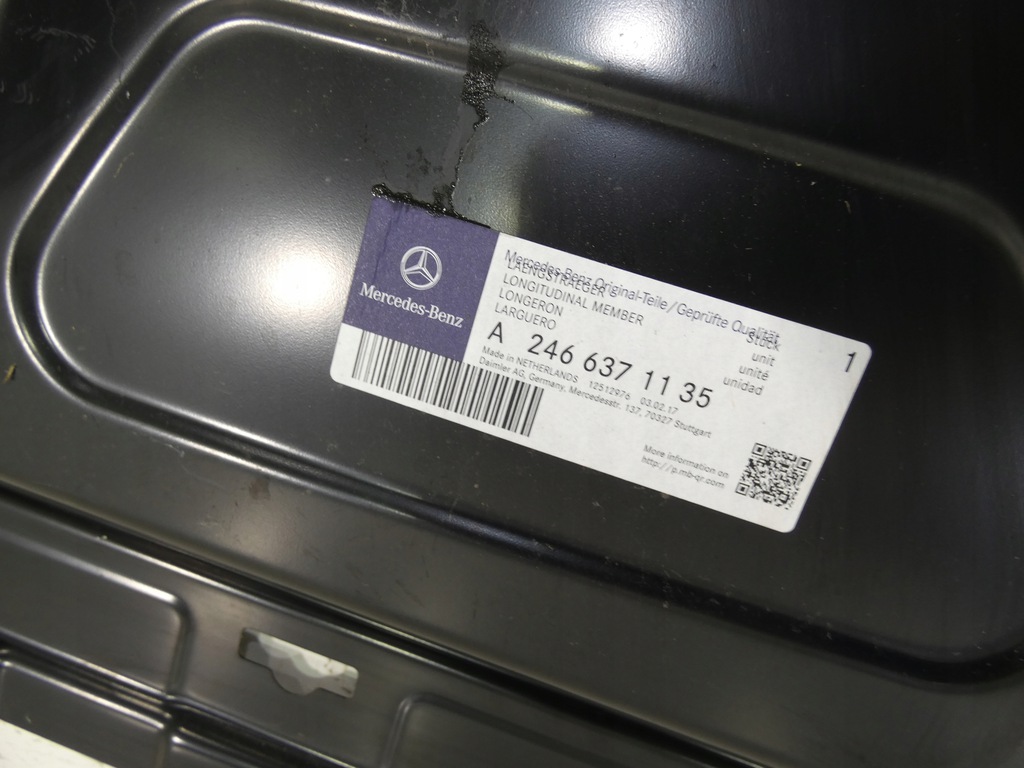 Mercedes-Benz
Mercedes-Benz Original-Teile / Geprüfte Qualität
LAENGSTRAEGER S
LONGITUDINAL MEMBER
LONGERON
LARGUERO
Stück
unit
unité
unidad
1
A 246 637 11 35
Made in NETHERLANDS 12512976 03.02.17
Daimler AG, Germany, Mercedesstr. 137, 70327 Stuttgart
More information on
http://p.mb-qr.com